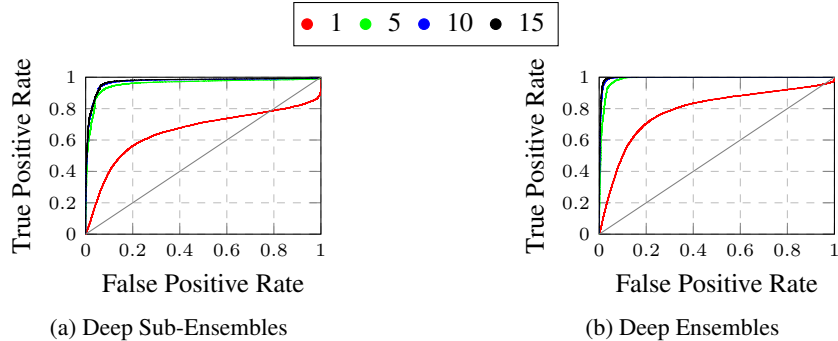 1 5 10 15
True Positive Rate
1
0.8
0.6
0.4
0.2
0
0 0.2 0.4 0.6 0.8 1
False Positive Rate
(a) Deep Sub-Ensembles
True Positive Rate
1
0.8
0.6
0.4
0.2
0
0 0.2 0.4 0.6 0.8 1
False Positive Rate
(b) Deep Ensembles